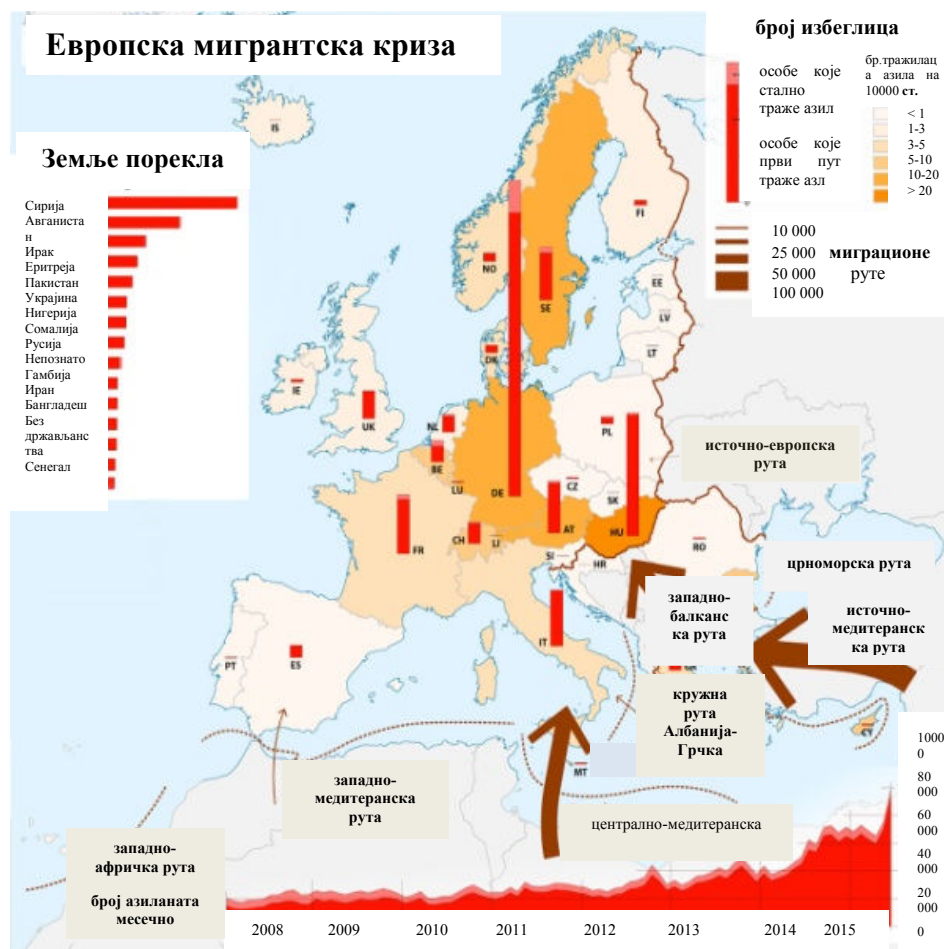 Европска мигрантска криза
број избеглица
особе које
стално
траже азил
особе које
први пут
траже азл
бр.тражилац
а азила на
10000 ст.
< 1
1-3
3-5
5-10
10-20
> 20
10 000
25 000
50 000
100 000
миграционе
руте
Земље порекла
Сирија
Авганиста
н
Ирак
Еритреја
Пакистан
Украјина
Нигерија
Сомалија
Русија
Непознато
Гамбија
Иран
Бангладеш
Без
држављанс
тва
Сенегал
IS
FI
NO
SE
EE
LV
LT
DK
IE
UK
NL
BE
LU
DE
PL
CZ
SK
AT
HU
CH
LI
FR
SI
HR
RO
IT
PT
ES
MT
CY
источно-европска
рута
црноморска рута
западно-
балканс
ка рута
источно-
медитеранск
ка рута
кружна
рута
Албанија-
Грчка
западно-
медитеранска
рута
централно-медитеранска
западно-
афричка рута
број азиланата
месечно
1000
0
80
000
60
000
40
000
20
000
0
2008
2009
2010
2011
2012
2013
2014
2015